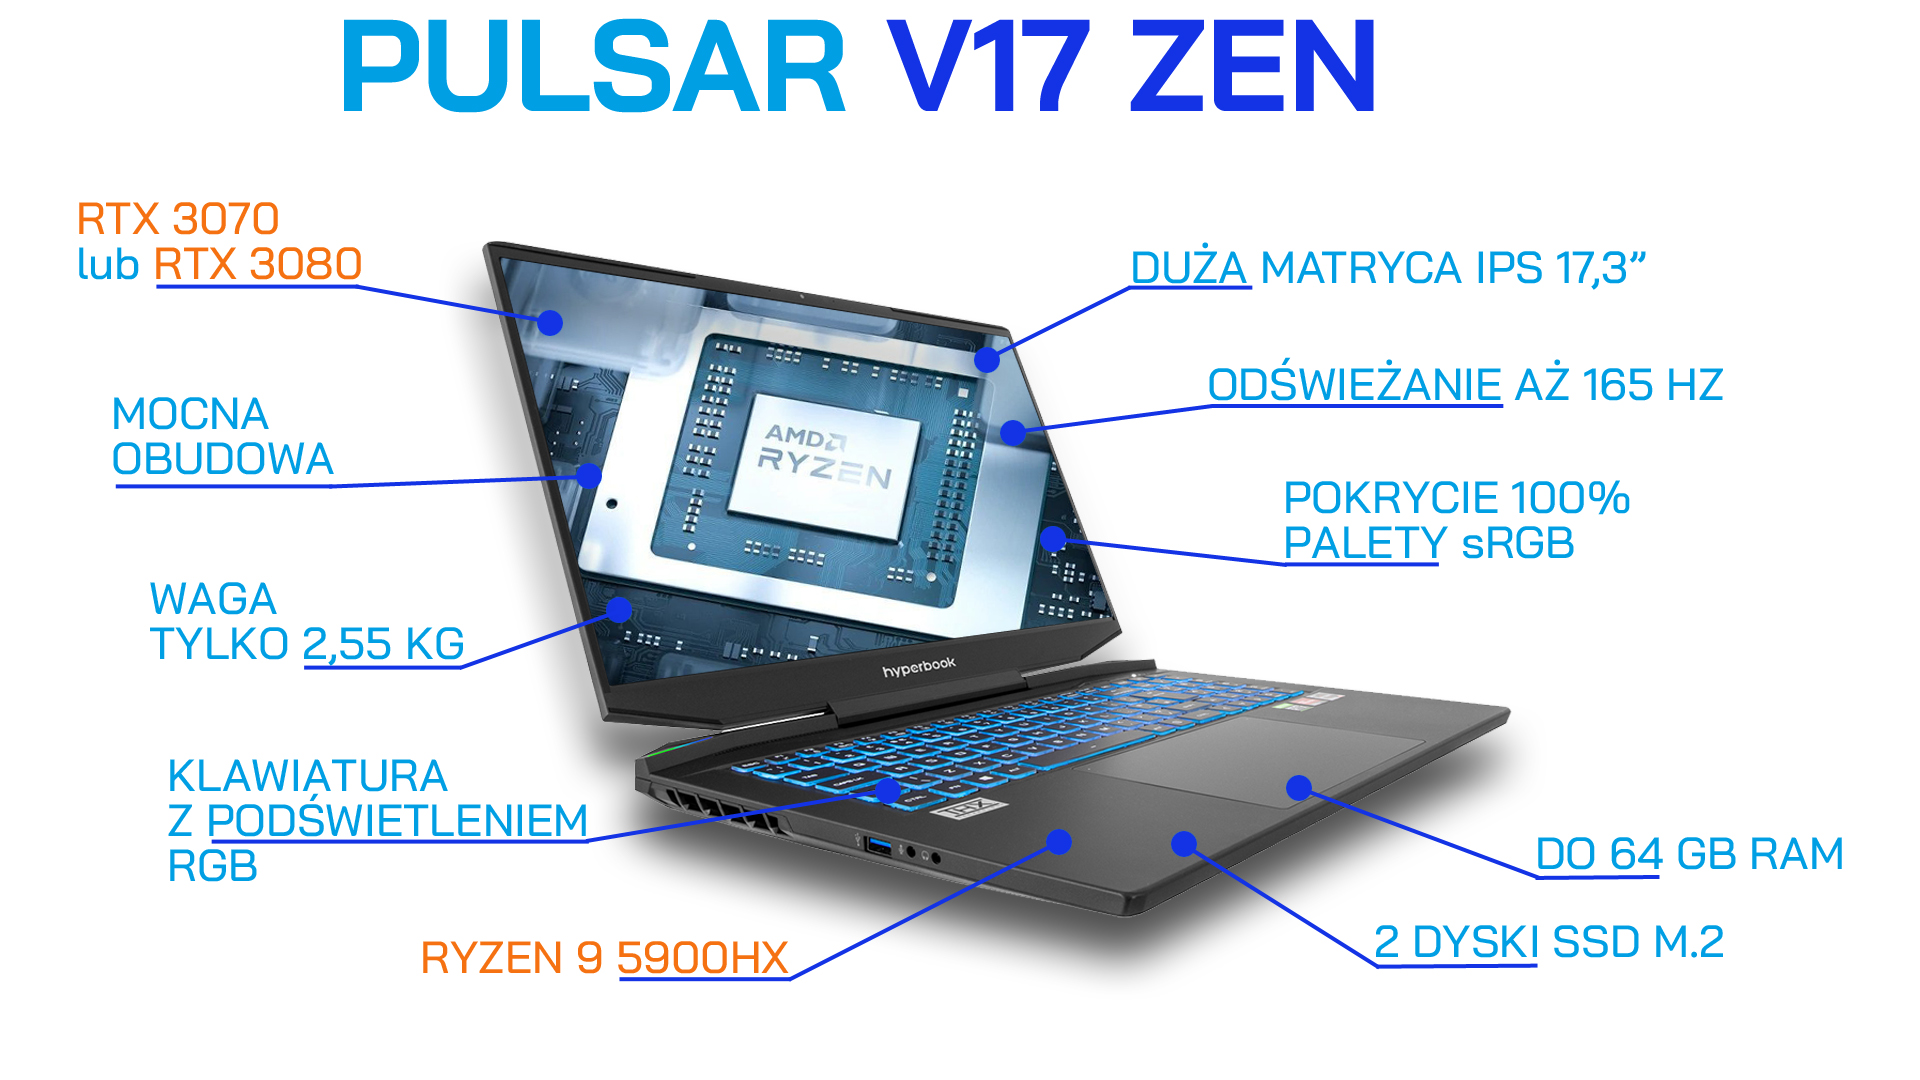 PULSAR V17 ZEN
RTX 3070
lub RTX 3080
DUŻA MATRYCA IPS 17,3”
ODŚWIEŻANIE AŻ 165 HZ
MOCNA
OBUDOWA
AMD
RYZEN
POKRYCIE 100%
PALETY sRGB
WAGA
TYLKO 2,55 KG
hyperbook
KLAWIATURA
Z PODŚWIETLENIEM
RGB
DO 64 GB RAM
2 DYSKI SSD M.2
RYZEN 9 5900HX